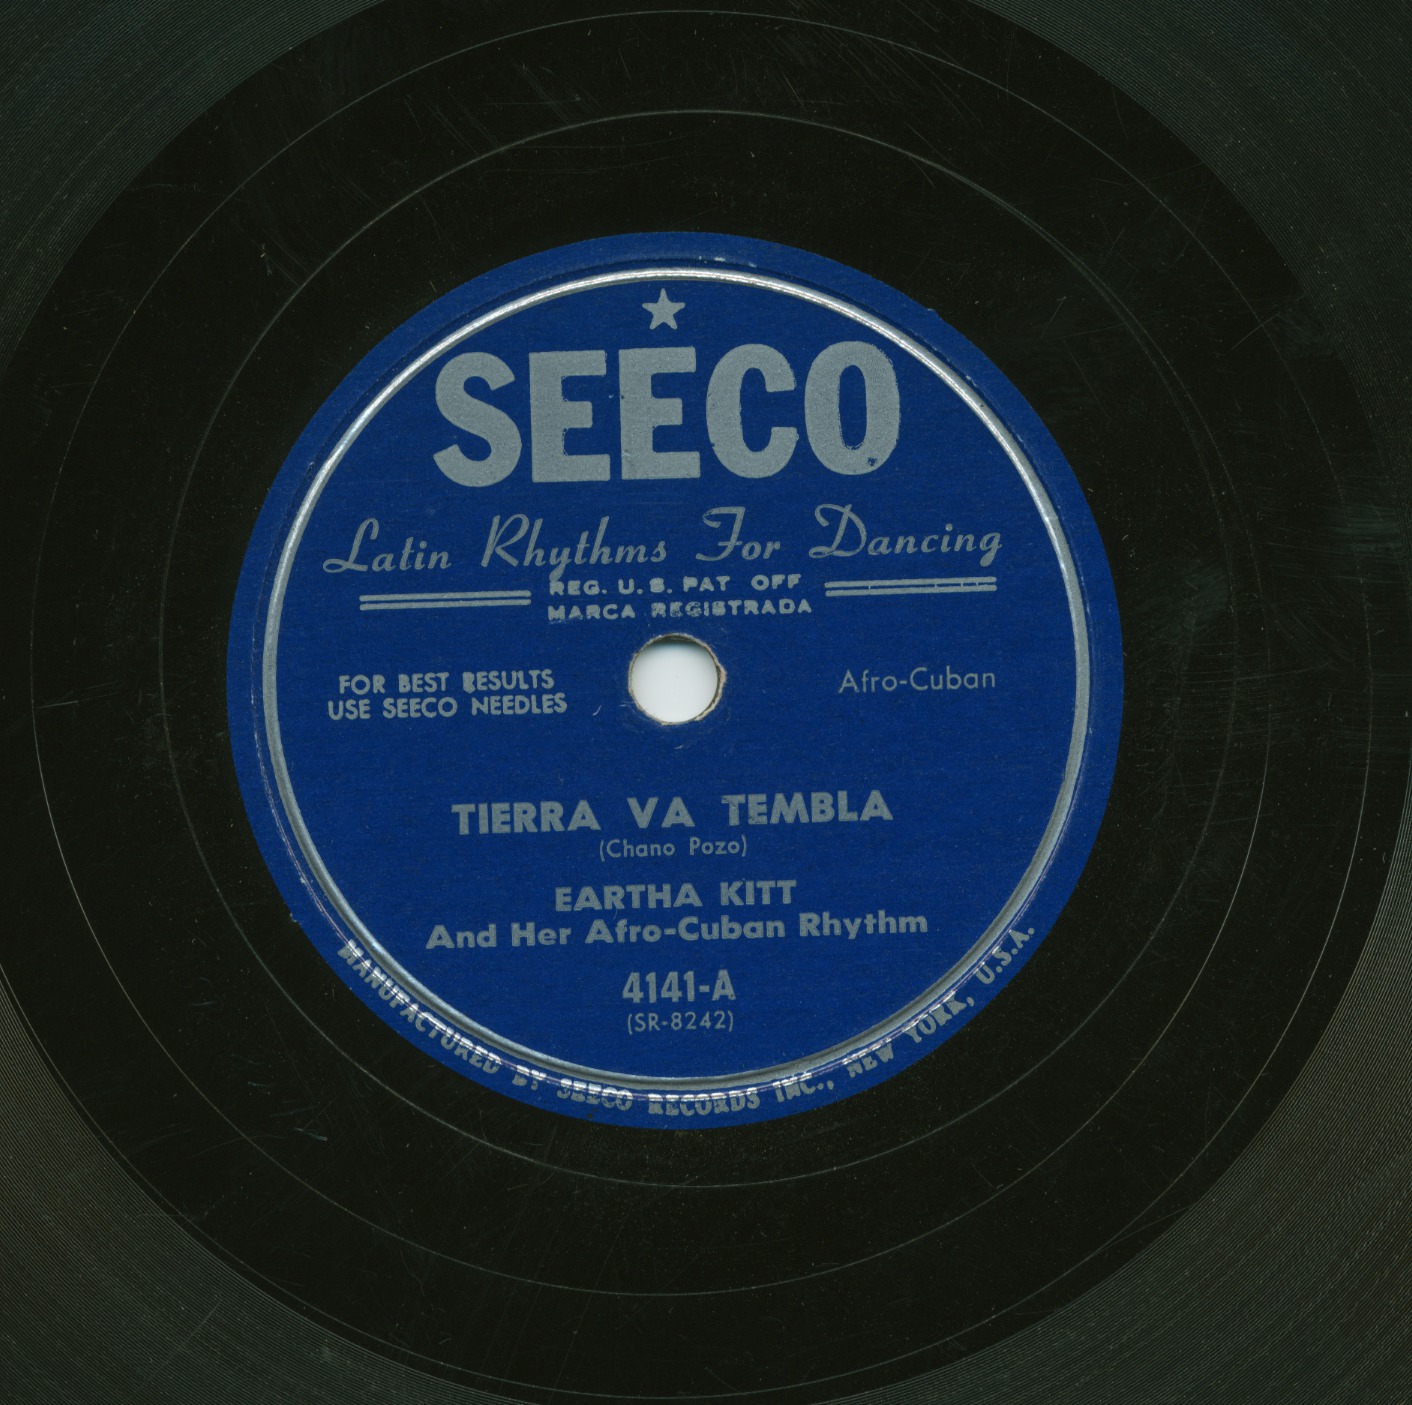 SEECO
Latin Rhythms For Dancing
REG. U.S. PAT OFF
MARCA REGISTRADA
FOR BEST RESULTS
USE SEECO NEEDLES
Afro-Cuban
TIERRA VA TEMBLA
(Chano Pozo)
EARTHA KITT
And Her Afro-Cuban Rhythm
4141-A
(SR-8242)
MANUFACTURED BY SEECO RECORDS INC., NEW YORK, U.S.A.